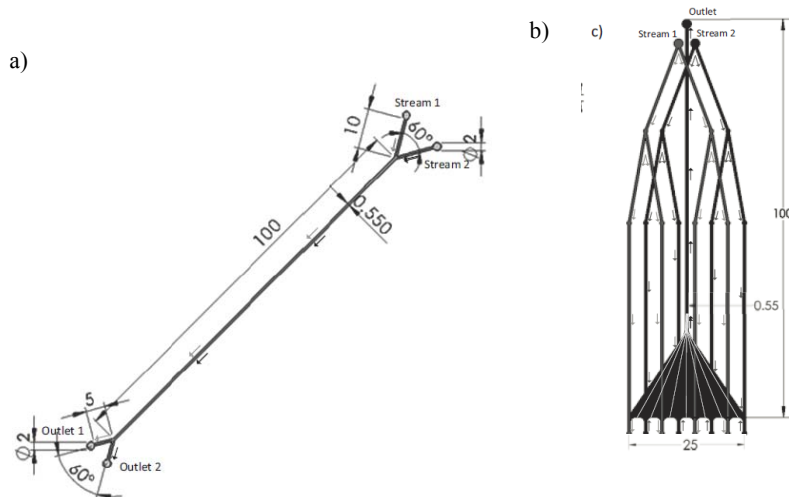 a)
Stream 1
10
60°
Stream 2
Ø 2
100
0.550
5
Outlet 1
Ø 2
60°
Outlet 2
b)
c)
Outlet
Stream 1
Stream 2
100
0.55
25